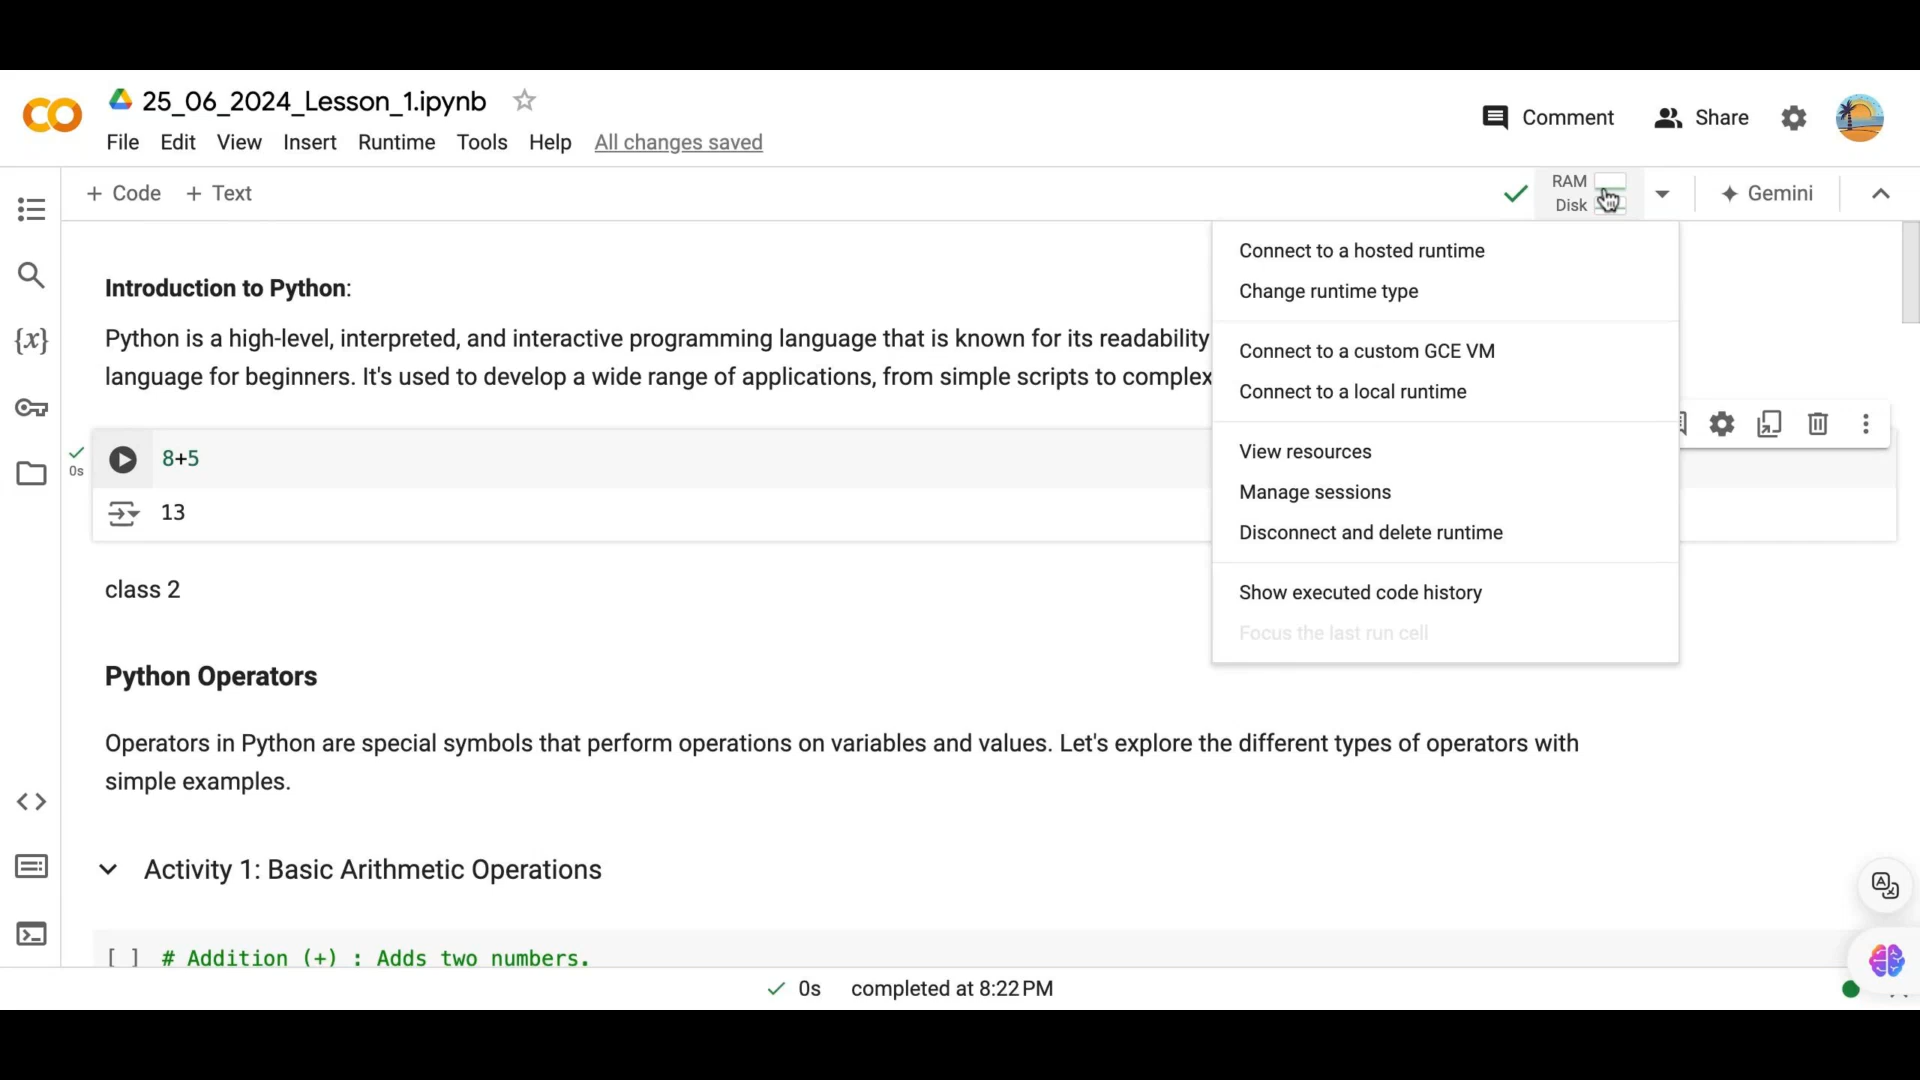 25_06_2024_Lesson_1.ipynb
File Edit View Insert Runtime Tools Help All changes saved
Comment
Share
+ Code + Text
RAM
Disk
Gemini
Connect to a hosted runtime
Change runtime type
Connect to a custom GCE VM
Connect to a local runtime
View resources
Manage sessions
Disconnect and delete runtime
Show executed code history
Focus the last run cell
{x}
Introduction to Python:
Python is a high-level, interpreted, and interactive programming language that is known for its readability
language for beginners. It's used to develop a wide range of applications, from simple scripts to complex
0s
8+5
13
class 2
Python Operators
Operators in Python are special symbols that perform operations on variables and values. Let's explore the different types of operators with
simple examples.
Activity 1: Basic Arithmetic Operations
[ ] # Addition (+) : Adds two numbers.
0s completed at 8:22 PM